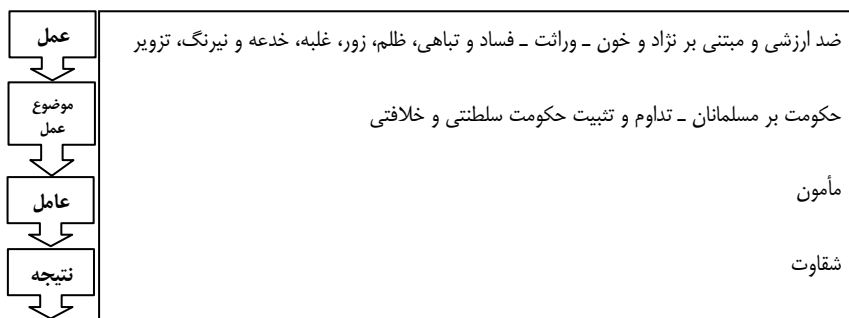 عمل
ضد ارزشی و مبتنی بر نژاد و خون ـ وراثت ـ فساد و تباهی، ظلم، زور، غلبه، خدعه و نیرنگ، تزویر
موضوع
عمل
حکومت بر مسلمانان ـ تداوم و تثبیت حکومت سلطنتی و خلافتی
عامل
مأمون
نتیجه
شقاوت